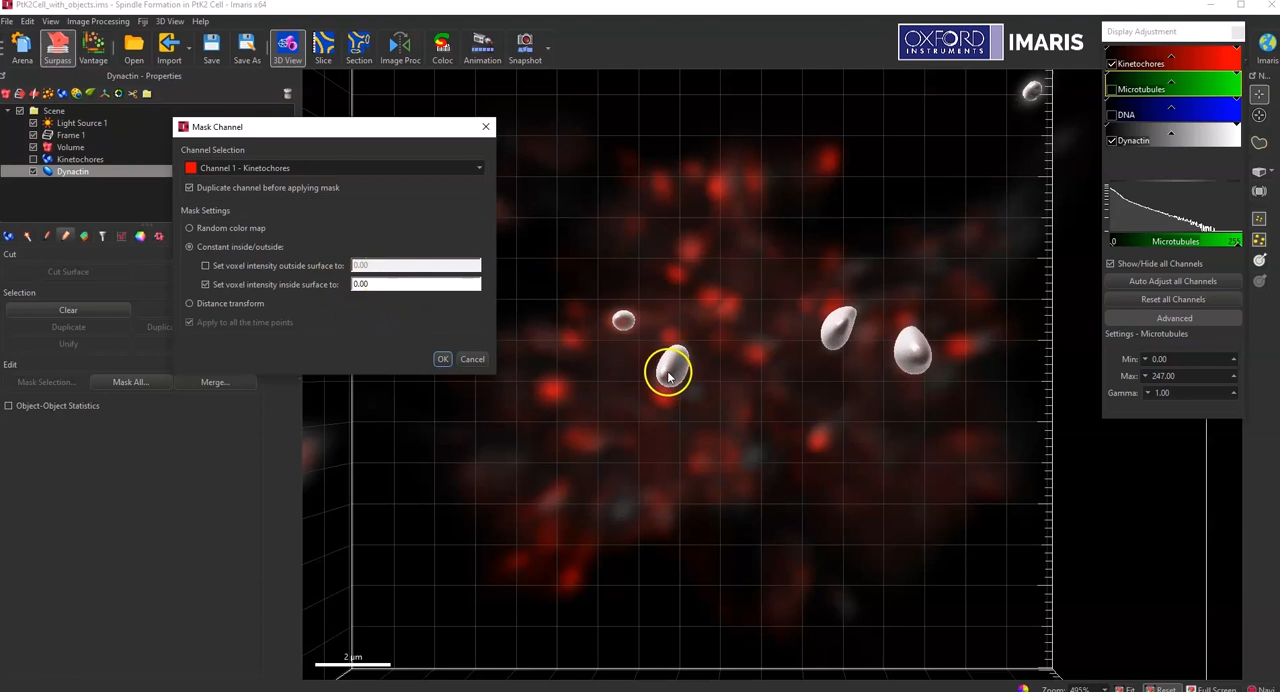 PtK2Cell_with_objects.ims - Spindle Formation in PtK2 Cell - Imaris x64
File Edit View Image Processing Fiji 3D View Help
Arena Surpass Vantage Open Import Save Save As 3D View Slice Section Image Proc Coloc Animation Snapshot
OXFORD
INSTRUMENTS
IMARIS
Dynactin - Properties
Scene
Light Source 1
Frame 1
Volume
Kinetochores
Dynactin
Cut
Cut Surface
Selection
Clear
Duplicate
Unify
Edit
Mask Selection... Mask All... Merge...
Object-Object Statistics
Mask Channel
Channel Selection
Channel 1 - Kinetochores
Duplicate channel before applying mask
Mask Settings
Random color map
Constant inside/outside:
Set voxel intensity outside surface to: 0.00
Set voxel intensity inside surface to: 0.00
Distance transform
Apply to all the time points
OK Cancel
2 µm
Display Adjustment
Kinetochores
Microtubules
DNA
Dynactin
0 Microtubules 255
Show/Hide all Channels
Auto Adjust all Channels
Reset all Channels
Advanced
Settings - Microtubules
Min: 0.00
Max: 247.00
Gamma: 1.00
Imaris
N...
Zoom: 495% Fit Reset Full Screen Navi